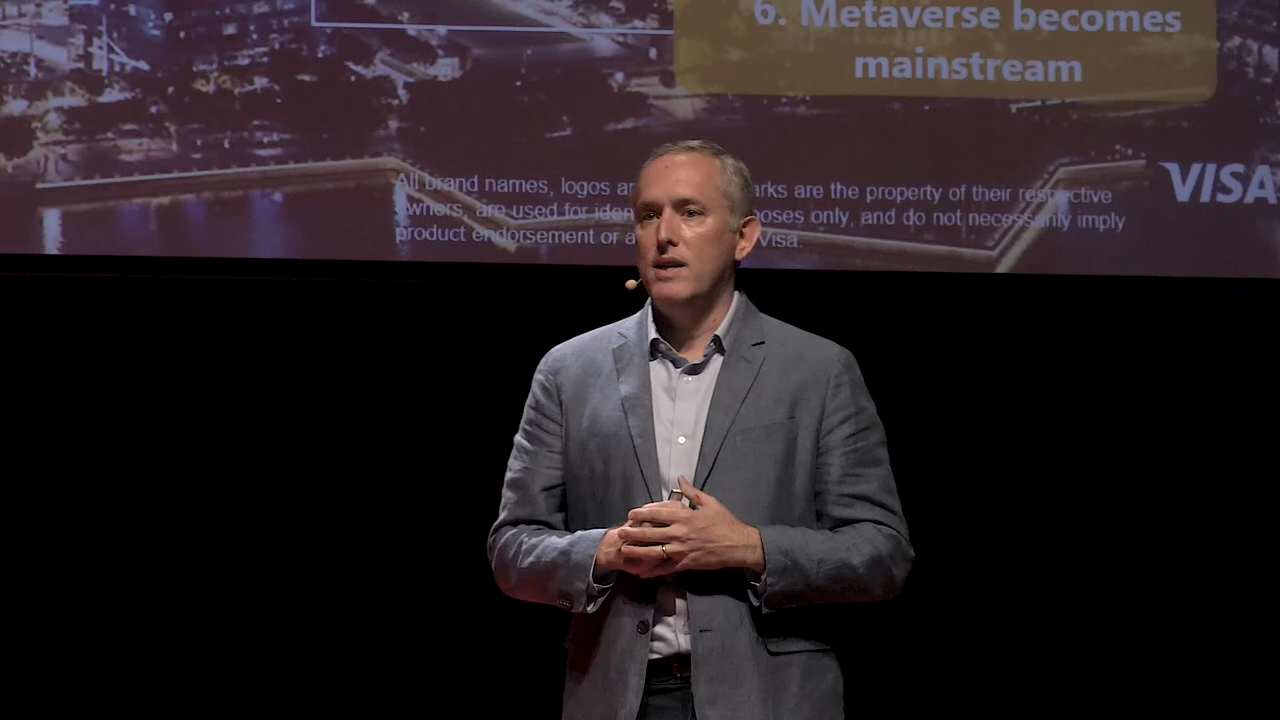 6. Metaverse becomes
mainstream
VISA
All brand names, logos arks are the property of their respective
owners, are used for iden oses only, and do not necessarily imply
product endorsement or a Visa.